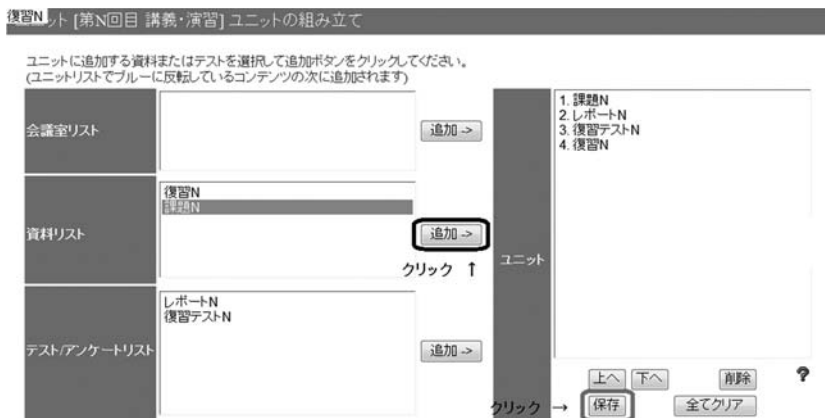 復習N
ット [第N回目 講義・演習] ユニットの組み立て
ユニットに追加する資料またはテストを選択して追加ボタンをクリックしてください。
(ユニットリストでブルーに反転しているコンテンツの次に追加されます)
会議室リスト
追加->
資料リスト
復習N
課題N
追加->
クリック ↑
テスト/アンケートリスト
レポートN
復習テストN
追加->
ユニット
1. 課題N
2. レポートN
3. 復習テストN
4. 復習N
上へ 下へ 削除 ?
クリック → 保存 全てクリア